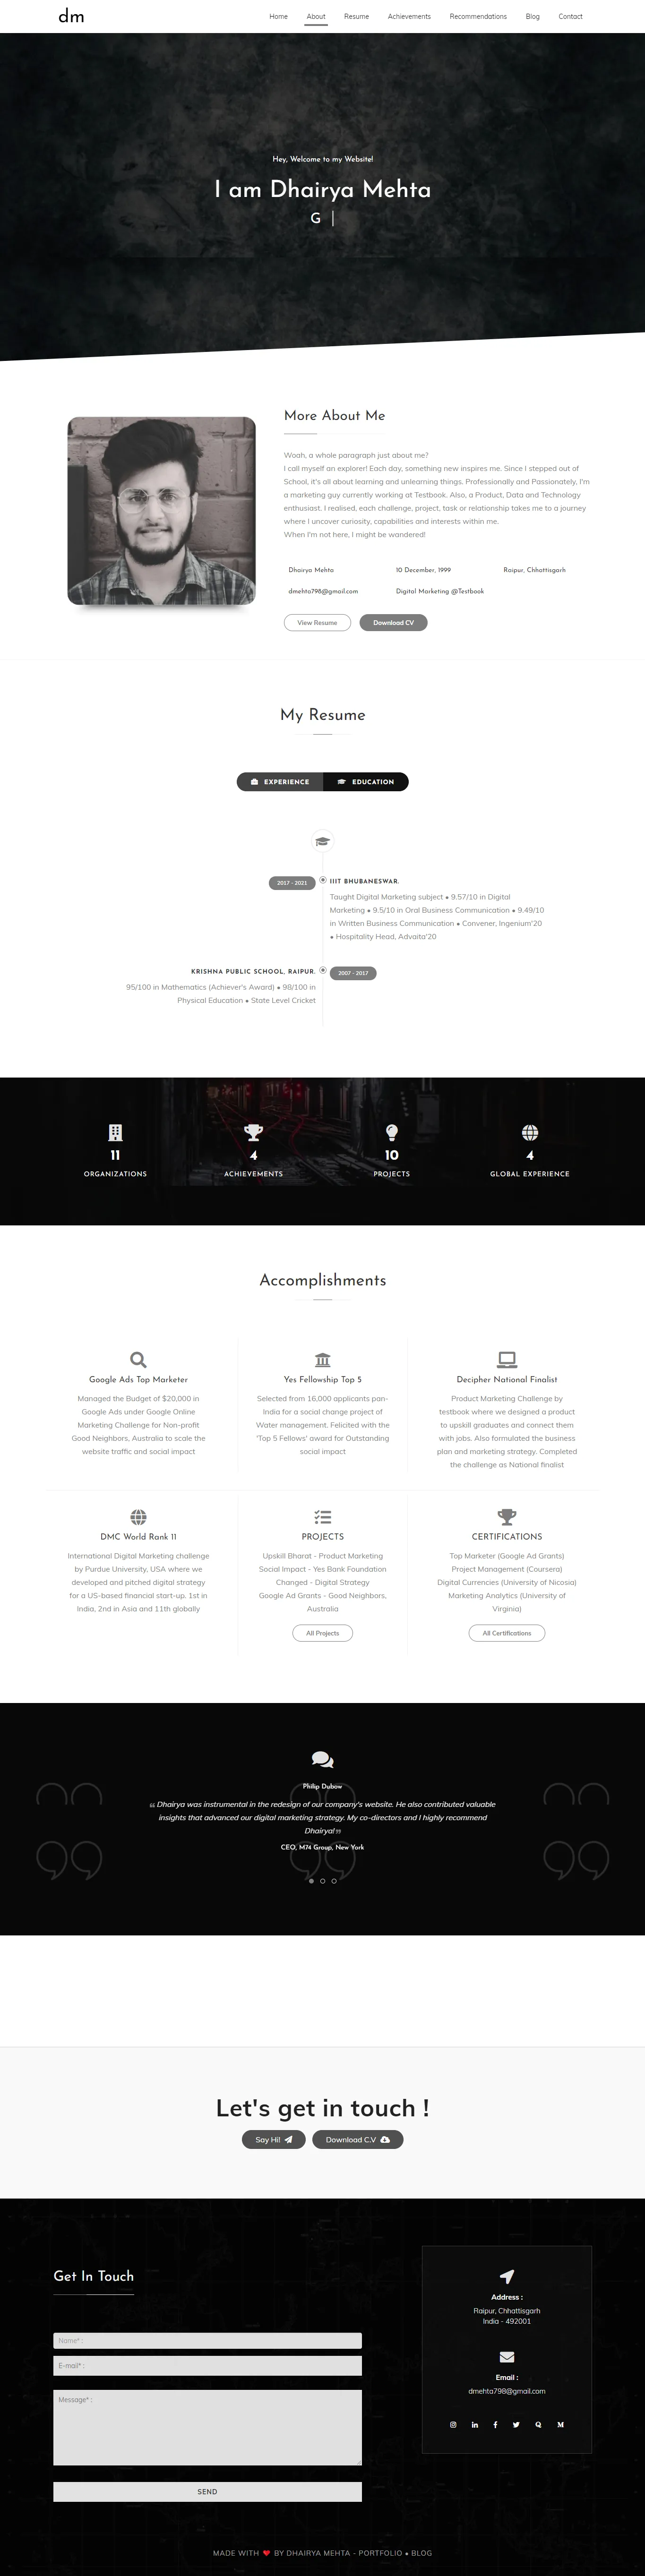 dm
Home About Resume Achievements Recommendations Blog Contact
Hey, Welcome to my Website!
I am Dhairya Mehta
G |
More About Me
Woah, a whole paragraph just about me?
I call myself an explorer! Each day, something new inspires me. Since I stepped out of
School, it's all about learning and unlearning things. Professionally and Passionately, I'm
a marketing guy currently working at Testbook. Also, a Product, Data and Technology
enthusiast. I realised, each challenge, project, task or relationship takes me to a journey
where I uncover curiosity, capabilities and interests within me.
When I'm not here, I might be wandered!
Dhairya Mehta 10 December, 1999 Raipur, Chhattisgarh
dmehta798@gmail.com Digital Marketing @Testbook
View Resume Download CV
My Resume
EXPERIENCE EDUCATION
2017 - 2021
IIIT BHUBANESWAR.
Taught Digital Marketing subject • 9.57/10 in Digital
Marketing • 9.5/10 in Oral Business Communication • 9.49/10
in Written Business Communication • Convener, Ingenium'20
• Hospitality Head, Advaita'20
KRISHNA PUBLIC SCHOOL, RAIPUR.
2007 - 2017
95/100 in Mathematics (Achiever's Award) • 98/100 in
Physical Education • State Level Cricket
11 4 10 4
ORGANIZATIONS ACHIEVEMENTS PROJECTS GLOBAL EXPERIENCE
Accomplishments
Google Ads Top Marketer
Managed the Budget of $20,000 in
Google Ads under Google Online
Marketing Challenge for Non-profit
Good Neighbors, Australia to scale the
website traffic and social impact
Yes Fellowship Top 5
Selected from 16,000 applicants pan-
India for a social change project of
Water management. Felicited with the
'Top 5 Fellows' award for Outstanding
social impact
Decipher National Finalist
Product Marketing Challenge by
testbook where we designed a product
to upskill graduates and connect them
with jobs. Also formulated the business
plan and marketing strategy. Completed
the challenge as National finalist
DMC World Rank 11
International Digital Marketing challenge
by Purdue University, USA where we
developed and pitched digital strategy
for a US-based financial start-up. 1st in
India, 2nd in Asia and 11th globally
PROJECTS
Upskill Bharat - Product Marketing
Social Impact - Yes Bank Foundation
Changed - Digital Strategy
Google Ad Grants - Good Neighbors,
Australia
All Projects
CERTIFICATIONS
Top Marketer (Google Ad Grants)
Project Management (Coursera)
Digital Currencies (University of Nicosia)
Marketing Analytics (University of
Virginia)
All Certifications
Philip Dubow
“ Dhairya was instrumental in the redesign of our company's website. He also contributed valuable
insights that advanced our digital marketing strategy. My co-directors and I highly recommend
Dhairya! ”
CEO, M74 Group, New York
Let's get in touch !
Say Hi! Download C.V
Get In Touch
Name* :
E-mail* :
Message* :
SEND
Address :
Raipur, Chhattisgarh
India - 492001
Email :
dmehta798@gmail.com
MADE WITH ❤ BY DHAIRYA MEHTA - PORTFOLIO • BLOG